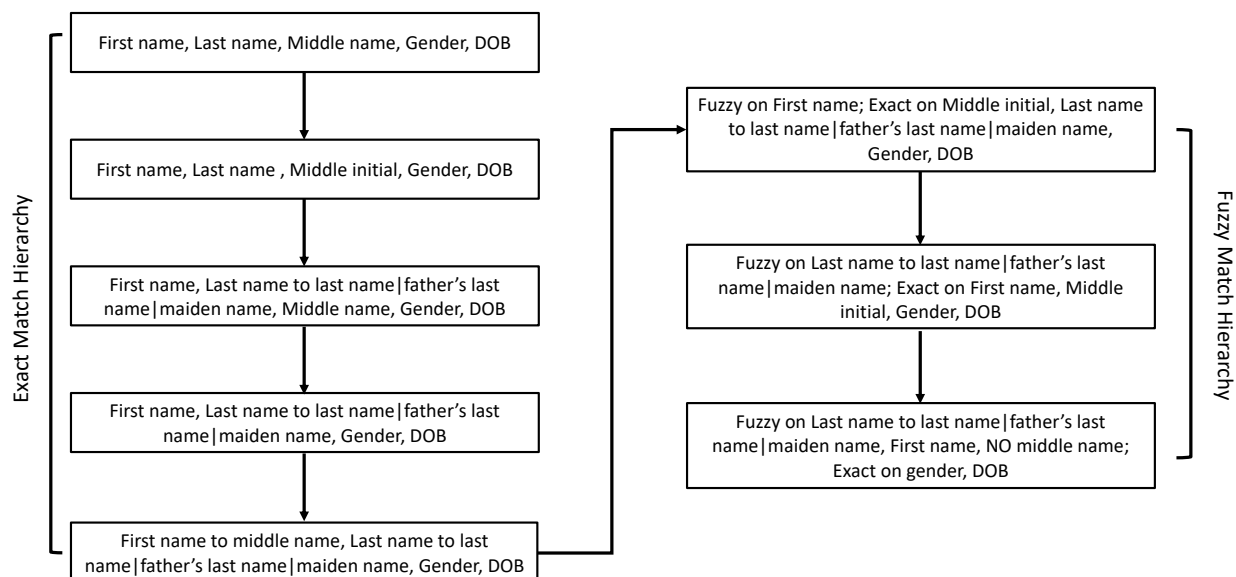 Exact Match Hierarchy
First name, Last name, Middle name, Gender, DOB
First name, Last name , Middle initial, Gender, DOB
First name, Last name to last name|father’s last
name|maiden name, Middle name, Gender, DOB
First name, Last name to last name|father’s last
name|maiden name, Gender, DOB
First name to middle name, Last name to last
name|father’s last name|maiden name, Gender, DOB
Fuzzy on First name; Exact on Middle initial, Last name
to last name|father’s last name|maiden name,
Gender, DOB
Fuzzy on Last name to last name|father’s last
name|maiden name; Exact on First name, Middle
initial, Gender, DOB
Fuzzy on Last name to last name|father’s last
name|maiden name, First name, NO middle name;
Exact on gender, DOB
Fuzzy Match Hierarchy